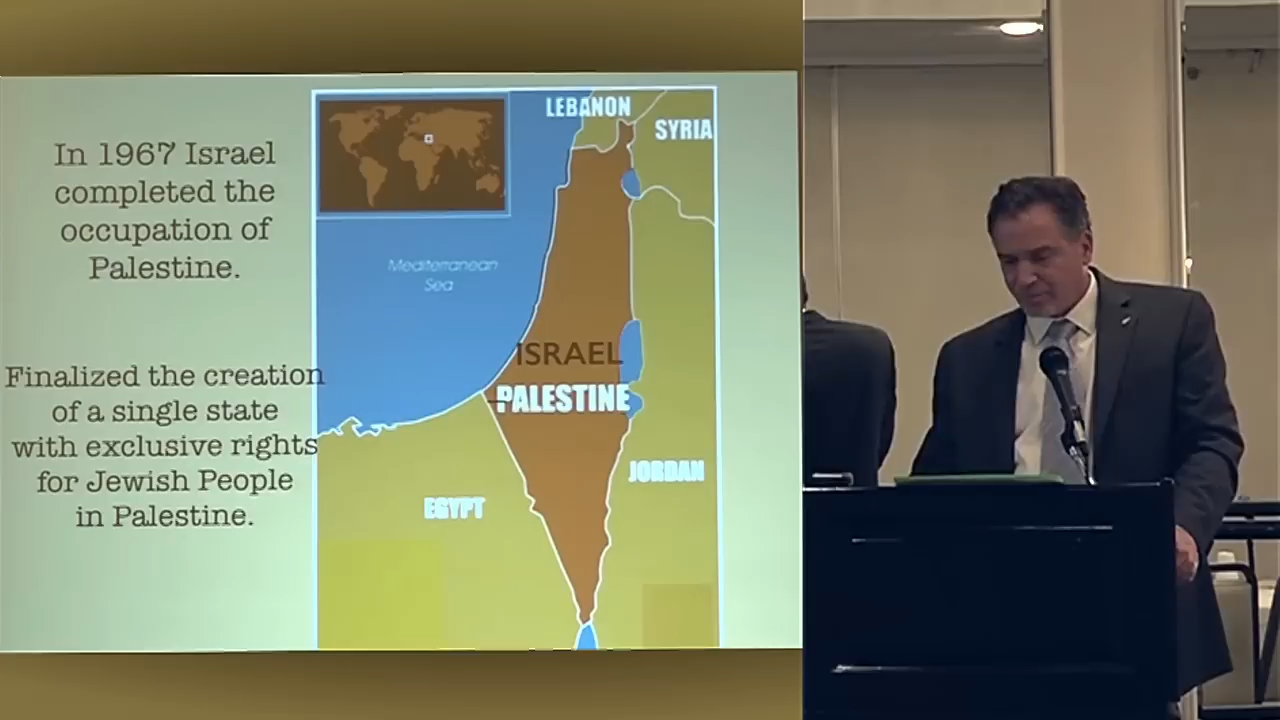 In 1967 Israel
completed the
occupation of
Palestine.
Finalized the creation
of a single state
with exclusive rights
for Jewish People
in Palestine.
LEBANON
SYRIA
Mediterranean
Sea
ISRAEL
PALESTINE
JORDAN
EGYPT